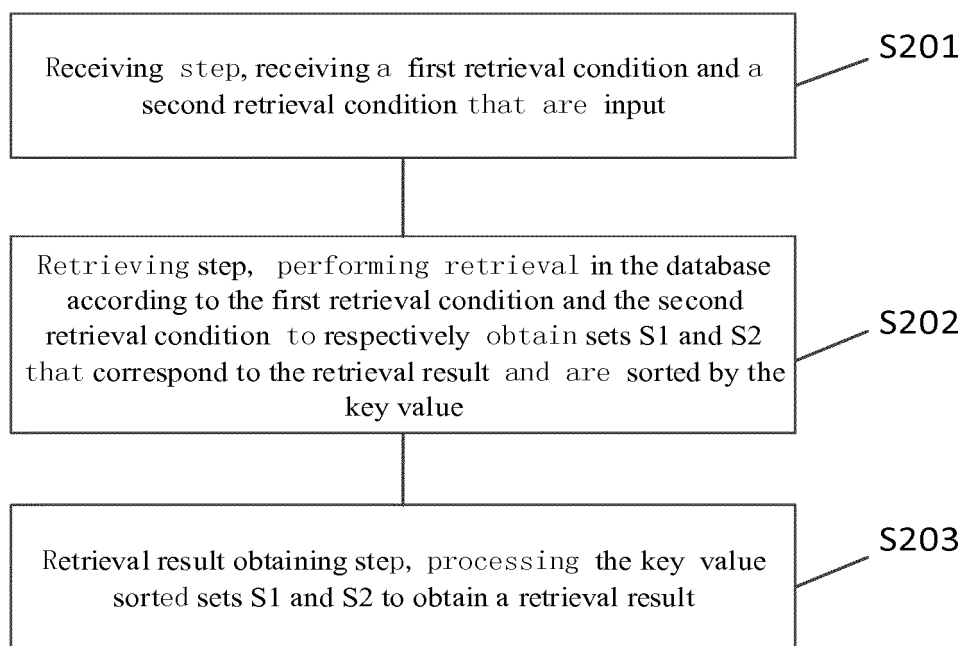 Receiving step, receiving a first retrieval condition and a
second retrieval condition that are input
S201
Retrieving step, performing retrieval in the database
according to the first retrieval condition and the second
retrieval condition to respectively obtain sets S1 and S2
that correspond to the retrieval result and are sorted by the
key value
S202
Retrieval result obtaining step, processing the key value
sorted sets S1 and S2 to obtain a retrieval result
S203